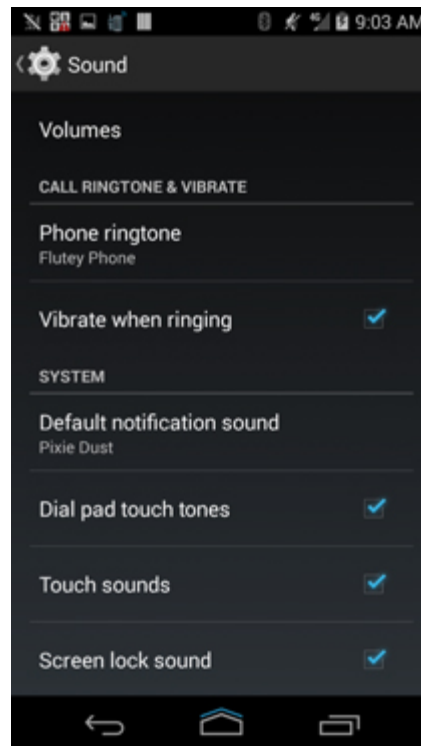 9:03 AM
Sound
Volumes
CALL RINGTONE & VIBRATE
Phone ringtone
Flutey Phone
Vibrate when ringing
SYSTEM
Default notification sound
Pixie Dust
Dial pad touch tones
Touch sounds
Screen lock sound